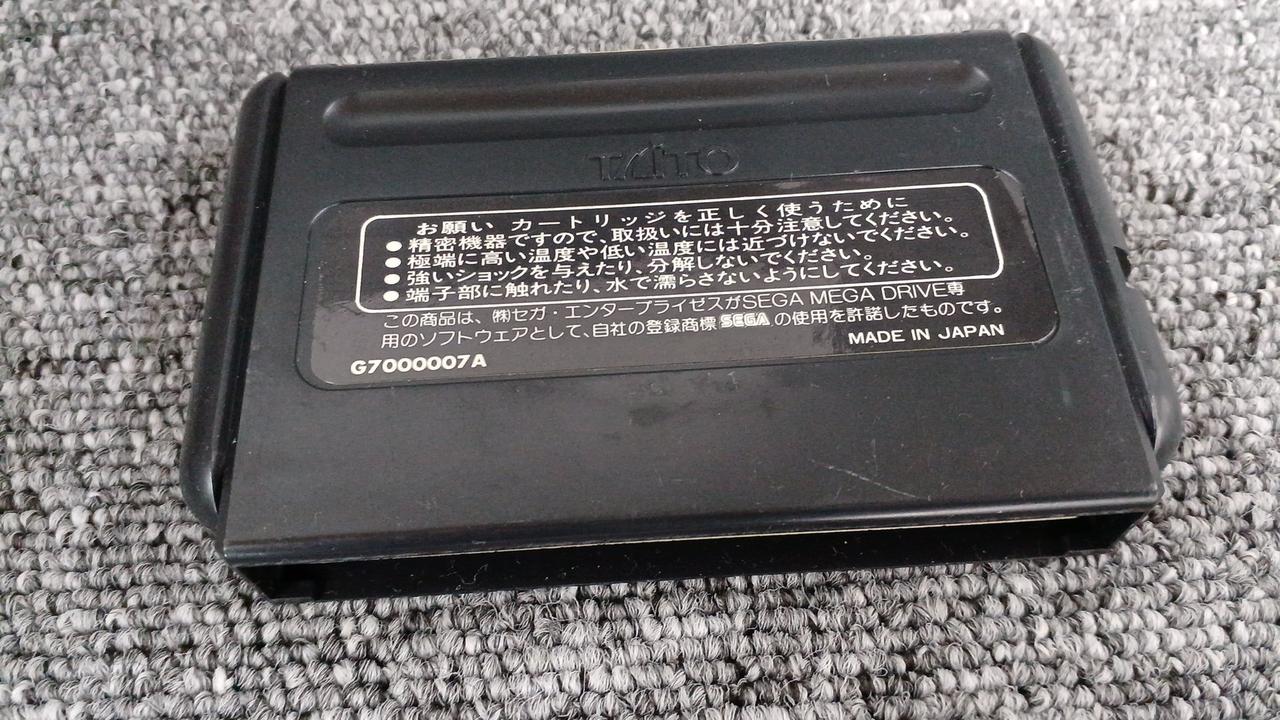 TAITO
お願い カートリッジを正しく使うために
●精密機器ですので、取扱いには十分注意してください。
●極端に高い温度や低い温度には近づけないでください。
●強いショックを与えたり、分解しないでください。
●端子部に触れたり、水で濡らさないようにしてください。
この商品は、㈱セガ・エンタープライゼスがSEGA MEGA DRIVE専
用のソフトウェアとして、自社の登録商標SEGAの使用を許諾したものです。
MADE IN JAPAN
G7000007A